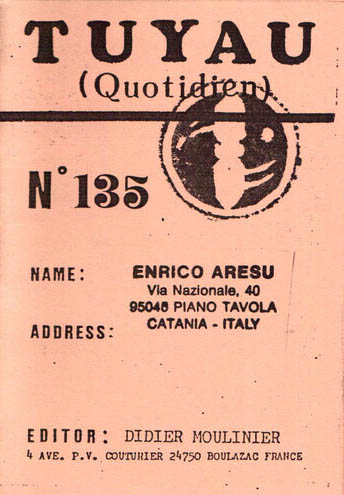 TUYAU
(Quotidien)
N° 135
NAME:
ENRICO ARESU
Via Nazionale, 40
95040 PIANO TAVOLA
CATANIA - ITALY
ADDRESS:
EDITOR: DIDIER MOULINIER
4 AVE. P.V. COUTURIER 24750 BOULAZAC FRANCE